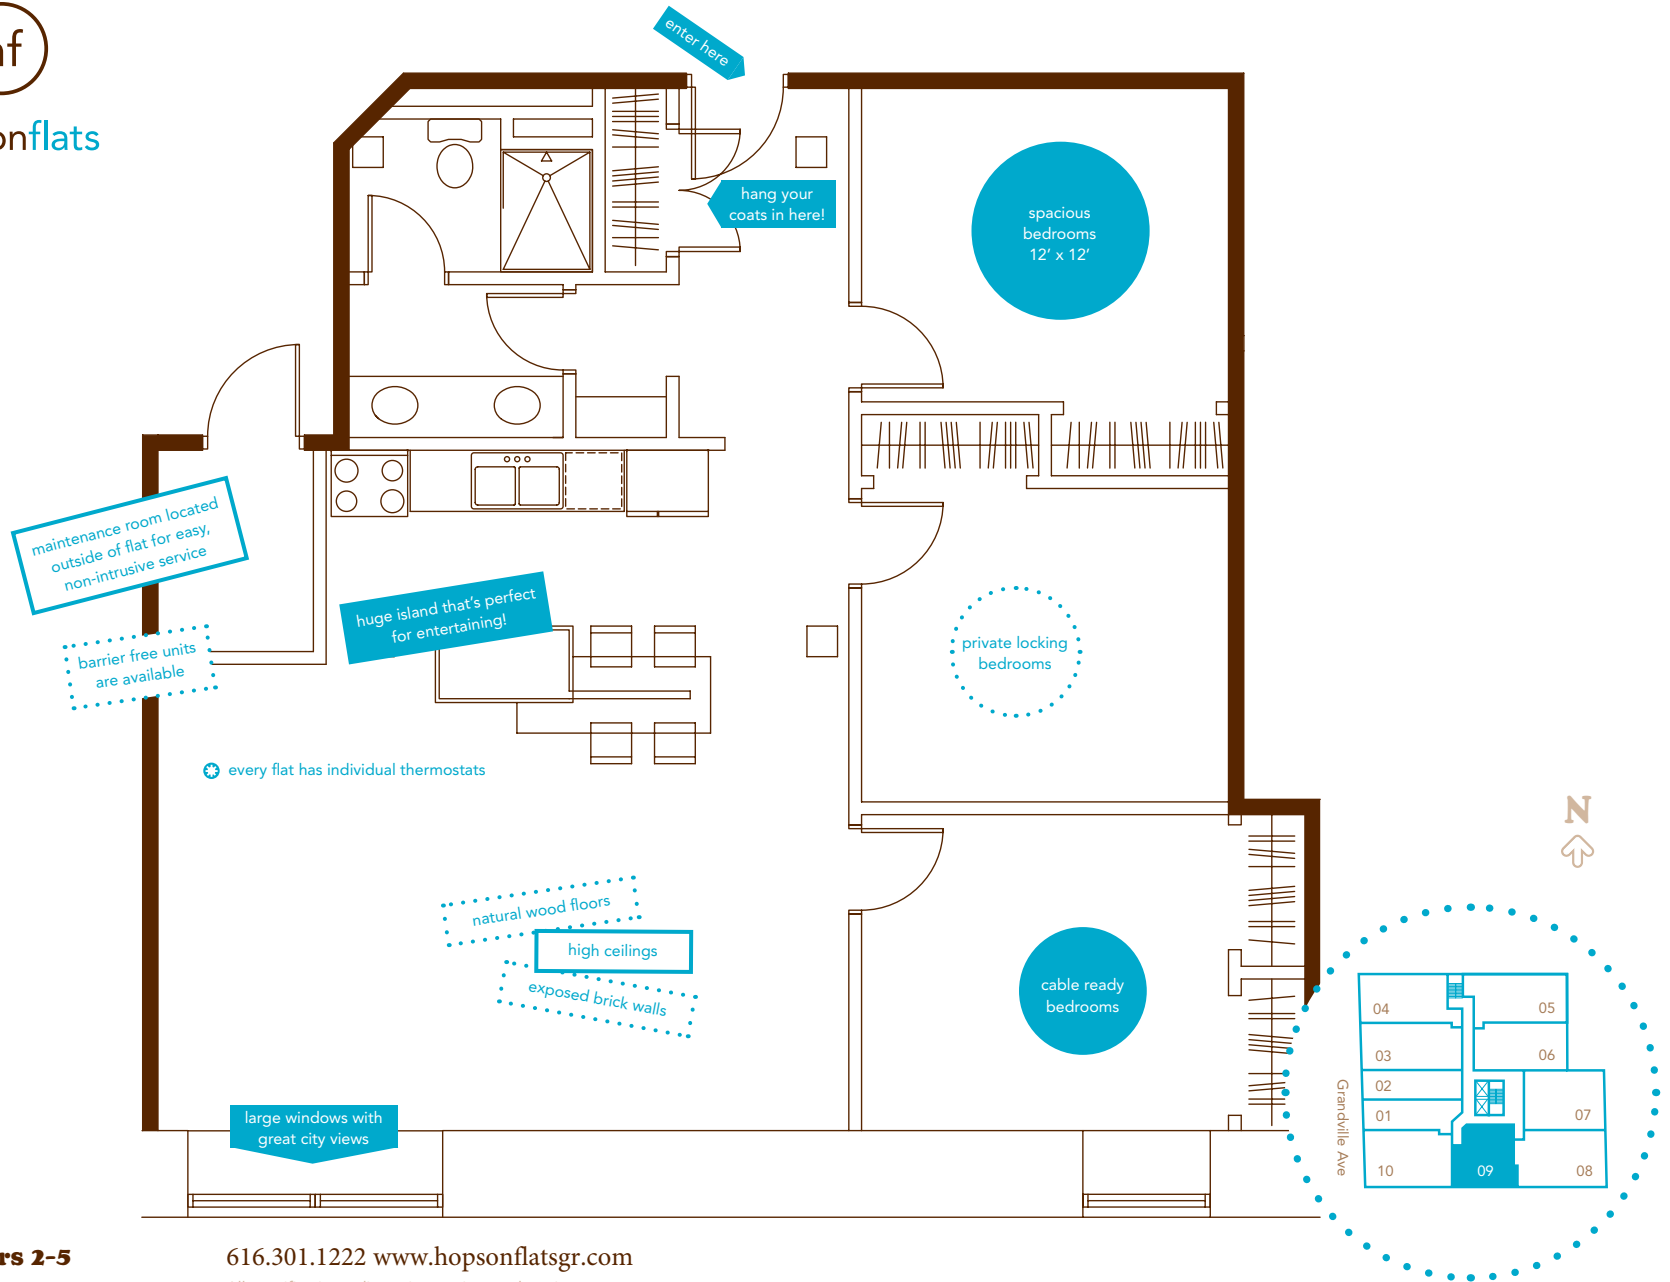 enter here
hang your
coats in here!
spacious
bedrooms
12' x 12'
maintenance room located
outside of flat for easy,
non-intrusive service
huge island that's perfect
for entertaining!
barrier free units
are available
private locking
bedrooms
every flat has individual thermostats
natural wood floors
high ceilings
exposed brick walls
cable ready
bedrooms
large windows with
great city views
N
04
05
03
06
02
01
07
10
09
08
Grandville Ave
2-5
616.301.1222 www.hopsonflatsgr.com